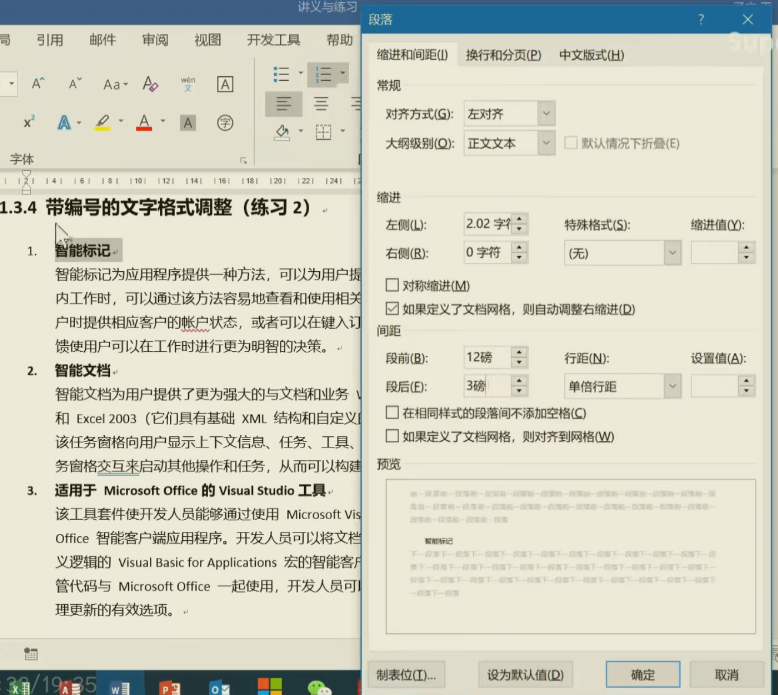 讲义与练习
段落
? ×
局 引用 邮件 审阅 视图 开发工具 帮助
缩进和间距(I) 换行和分页(P) 中文版式(H)
Aa
wén
文
A
常规
对齐方式(G): 左对齐
大纲级别(O): 正文文本 默认情况下折叠(E)
x² A A A 字
字体
2 4 6 8 10 12 14 16 18 20 22 24
缩进
左侧(L): 2.02 字符 特殊格式(S): 缩进值(Y):
右侧(R): 0 字符 (无)
对称缩进(M)
如果定义了文档网格，则自动调整右缩进(D)
间距
段前(B): 12磅 行距(N): 设置值(A):
段后(F): 3磅 单倍行距
在相同样式的段落间不添加空格(C)
如果定义了文档网格，则对齐到网格(W)
预览
智能标记
制表位(T)... 设为默认值(D) 确定 取消
1.3.4 带编号的文字格式调整（练习 2）
1. 智能标记
智能标记为应用程序提供一种方法，可以为用户提
内工作时，可以通过该方法容易地查看和使用相关
户时提供相应客户的帐户状态，或者可以在键入订
馈使用户可以在工作时进行更为明智的决策。
2. 智能文档
智能文档为用户提供了更为强大的与文档和业务
和 Excel 2003（它们具有基础 XML 结构和自定义
该任务窗格向用户显示上下文信息、任务、工具、
务窗格交互来启动其他操作和任务，从而可以构建
3. 适用于 Microsoft Office 的 Visual Studio 工具
该工具套件使开发人员能够通过使用 Microsoft Vis
Office 智能客户端应用程序。开发人员可以将文档
义逻辑的 Visual Basic for Applications 宏的智能客户
管代码与 Microsoft Office 一起使用，开发人员可
理更新的有效选项。